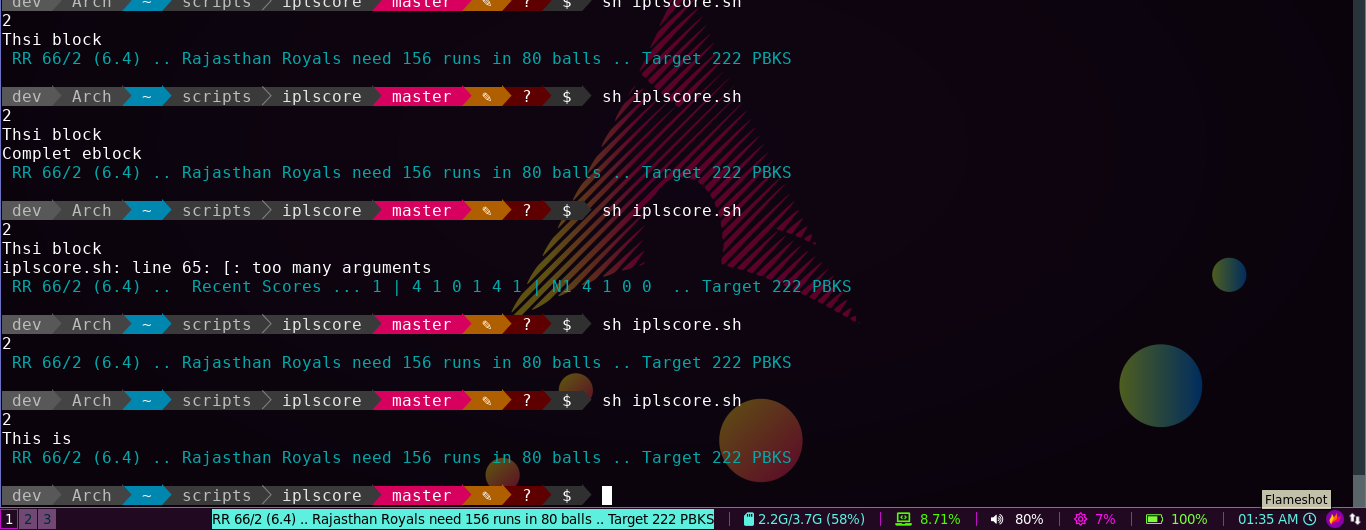 dev Arch ~ scripts iplscore master ✎ ? $ sh iplscore.sh
2
Thsi block
RR 66/2 (6.4) .. Rajasthan Royals need 156 runs in 80 balls .. Target 222 PBKS
dev Arch ~ scripts iplscore master ✎ ? $ sh iplscore.sh
2
Thsi block
Complet eblock
RR 66/2 (6.4) .. Rajasthan Royals need 156 runs in 80 balls .. Target 222 PBKS
dev Arch ~ scripts iplscore master ✎ ? $ sh iplscore.sh
2
Thsi block
iplscore.sh: line 65: [: too many arguments
RR 66/2 (6.4) ..  Recent Scores ... 1 | 4 1 0 1 4 1 | N1 4 1 0 0  .. Target 222 PBKS
dev Arch ~ scripts iplscore master ✎ ? $ sh iplscore.sh
2
RR 66/2 (6.4) .. Rajasthan Royals need 156 runs in 80 balls .. Target 222 PBKS
dev Arch ~ scripts iplscore master ✎ ? $ sh iplscore.sh
2
This is
RR 66/2 (6.4) .. Rajasthan Royals need 156 runs in 80 balls .. Target 222 PBKS
dev Arch ~ scripts iplscore master ✎ ? $
Flameshot
1 2 3 RR 66/2 (6.4) .. Rajasthan Royals need 156 runs in 80 balls .. Target 222 PBKS | 2.2G/3.7G (58%) | 8.71% | 80% | 7% | 100% | 01:35 AM